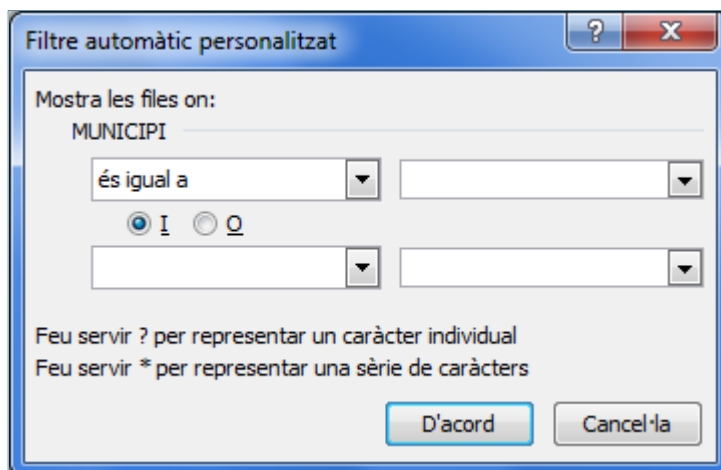 Filtre automàtic personalitzat
Mostra les files on:
MUNICIPI
és igual a
I O
Feu servir ? per representar un caràcter individual
Feu servir * per representar una sèrie de caràcters
D'acord Cancel·la